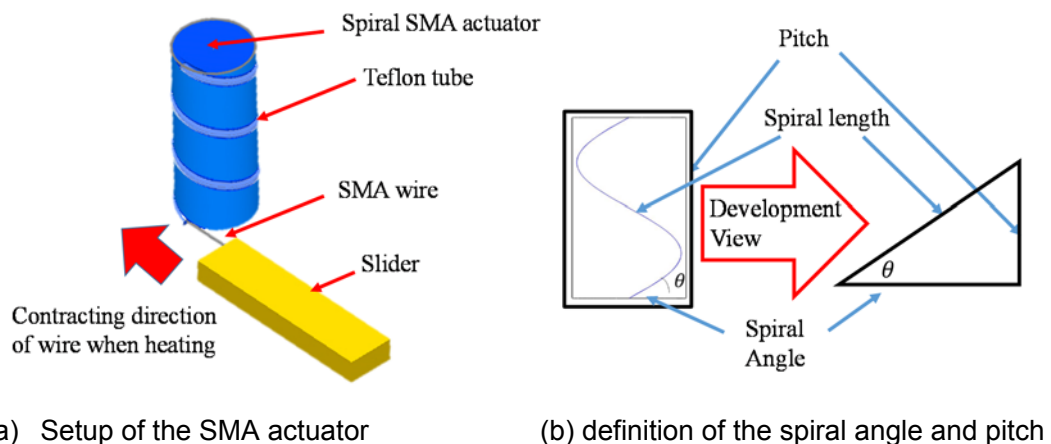 Spiral SMA actuator
Teflon tube
SMA wire
Slider
Contracting direction
of wire when heating
Pitch
Spiral length
Development
View
θ
θ
Spiral
Angle
a) Setup of the SMA actuator
(b) definition of the spiral angle and pitch